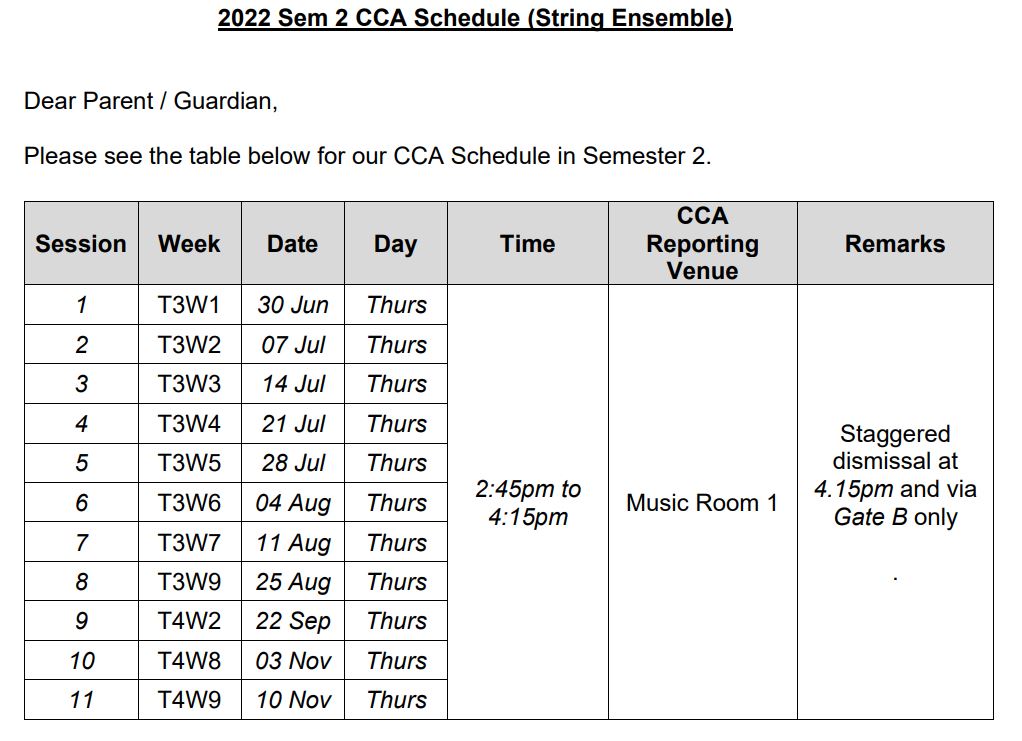 2022 Sem 2 CCA Schedule (String Ensemble)
Dear Parent / Guardian,
Please see the table below for our CCA Schedule in Semester 2.
Session Week Date Day Time CCA Reporting Venue Remarks
1 T3W1 30 Jun Thurs
2 T3W2 07 Jul Thurs
3 T3W3 14 Jul Thurs
4 T3W4 21 Jul Thurs
5 T3W5 28 Jul Thurs
6 T3W6 04 Aug Thurs
7 T3W7 11 Aug Thurs
8 T3W9 25 Aug Thurs
9 T4W2 22 Sep Thurs
10 T4W8 03 Nov Thurs
11 T4W9 10 Nov Thurs
2:45pm to
4:15pm
Music Room 1
Staggered
dismissal at
4.15pm and via
Gate B only
.